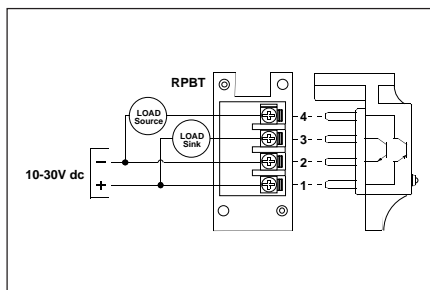 RPBT
LOAD
Source
4
LOAD
Sink
3
2
10-30V dc
−
+
1